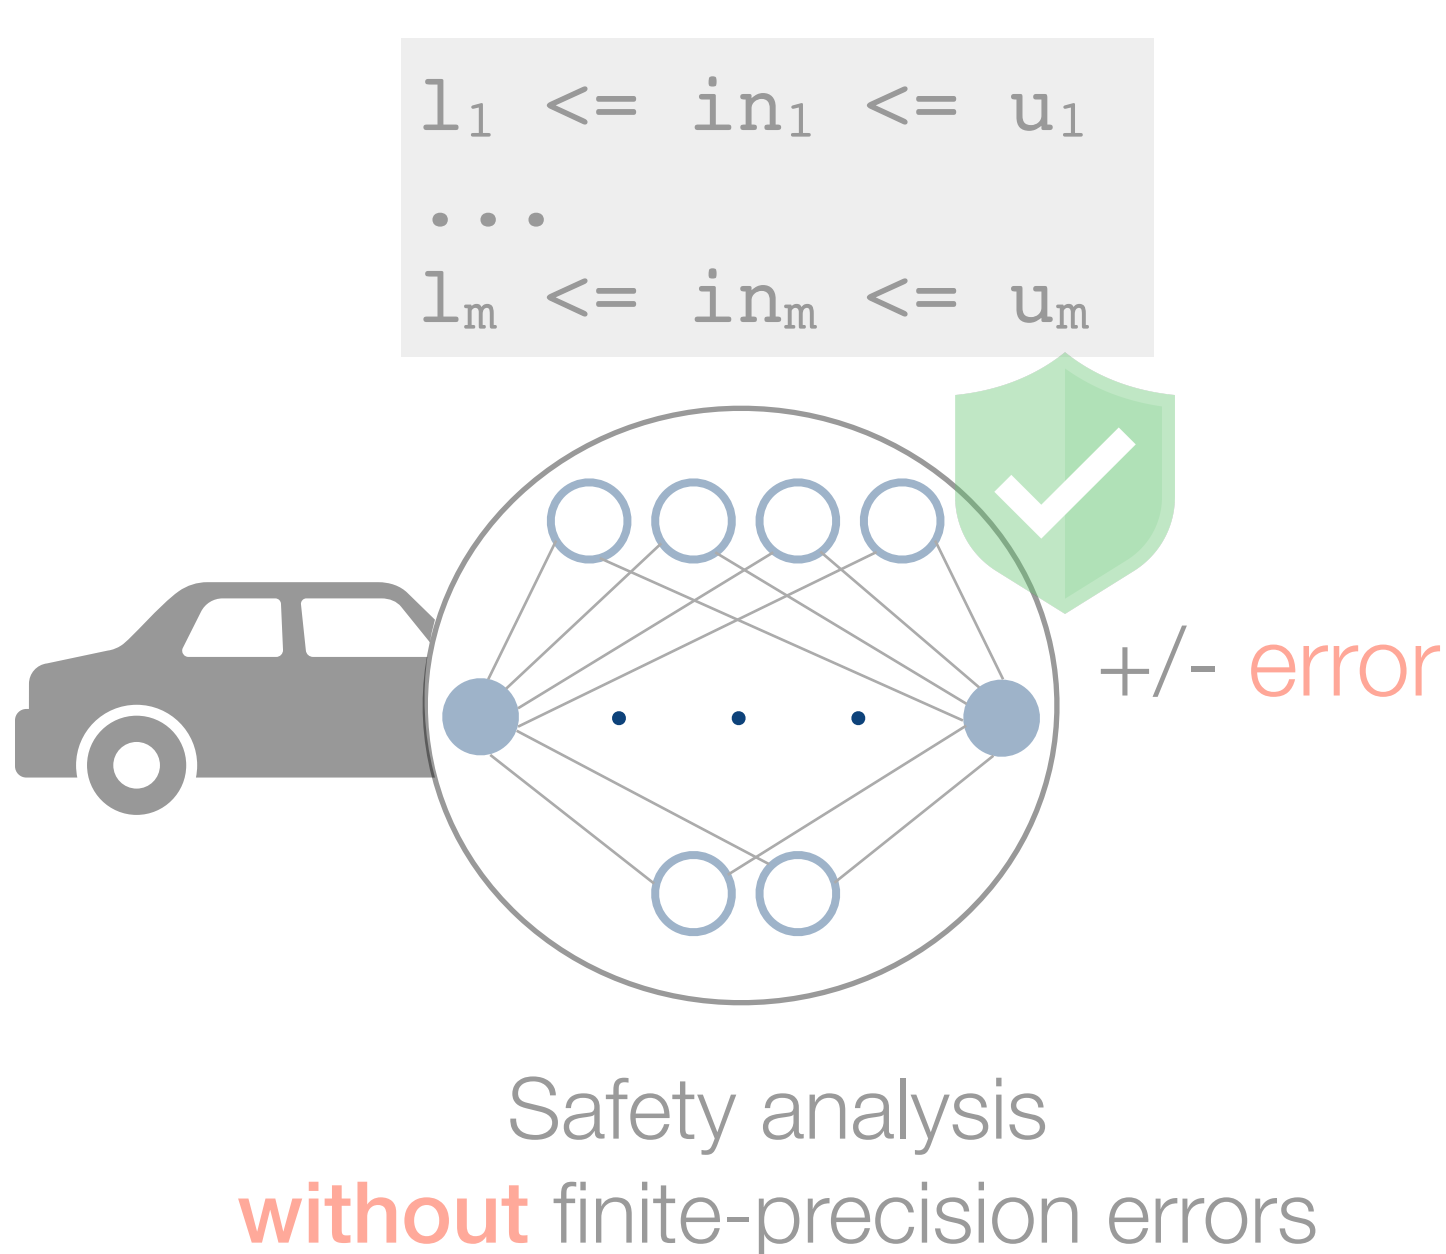 l₁ <= in₁ <= u₁
...
lₘ <= inₘ <= uₘ
+/- error
Safety analysis
without finite-precision errors